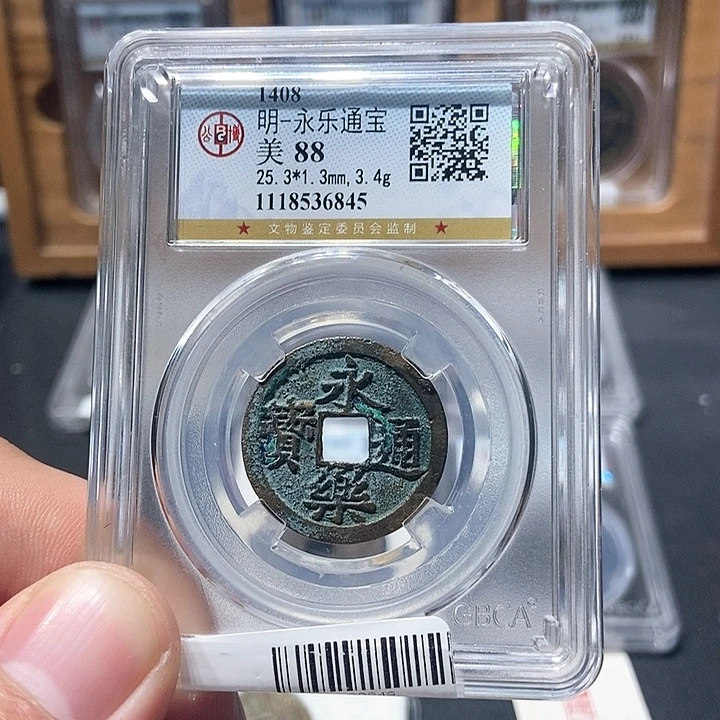 1408
明-永乐通宝
美 88
25.3*1.3mm,3.4g
1118536845
★ 文物鉴定委员会监制 ★
永
樂
通
寳
GBCA